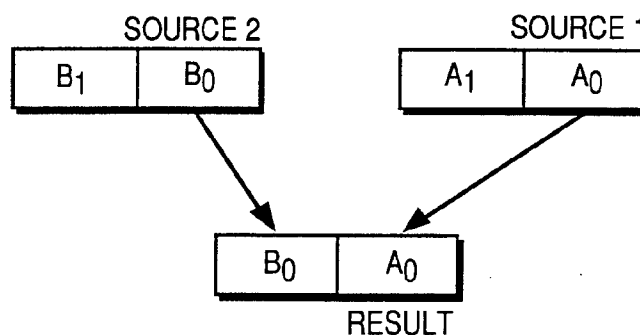 SOURCE 2
SOURCE 1
B1 B0
A1 A0
B0 A0
RESULT